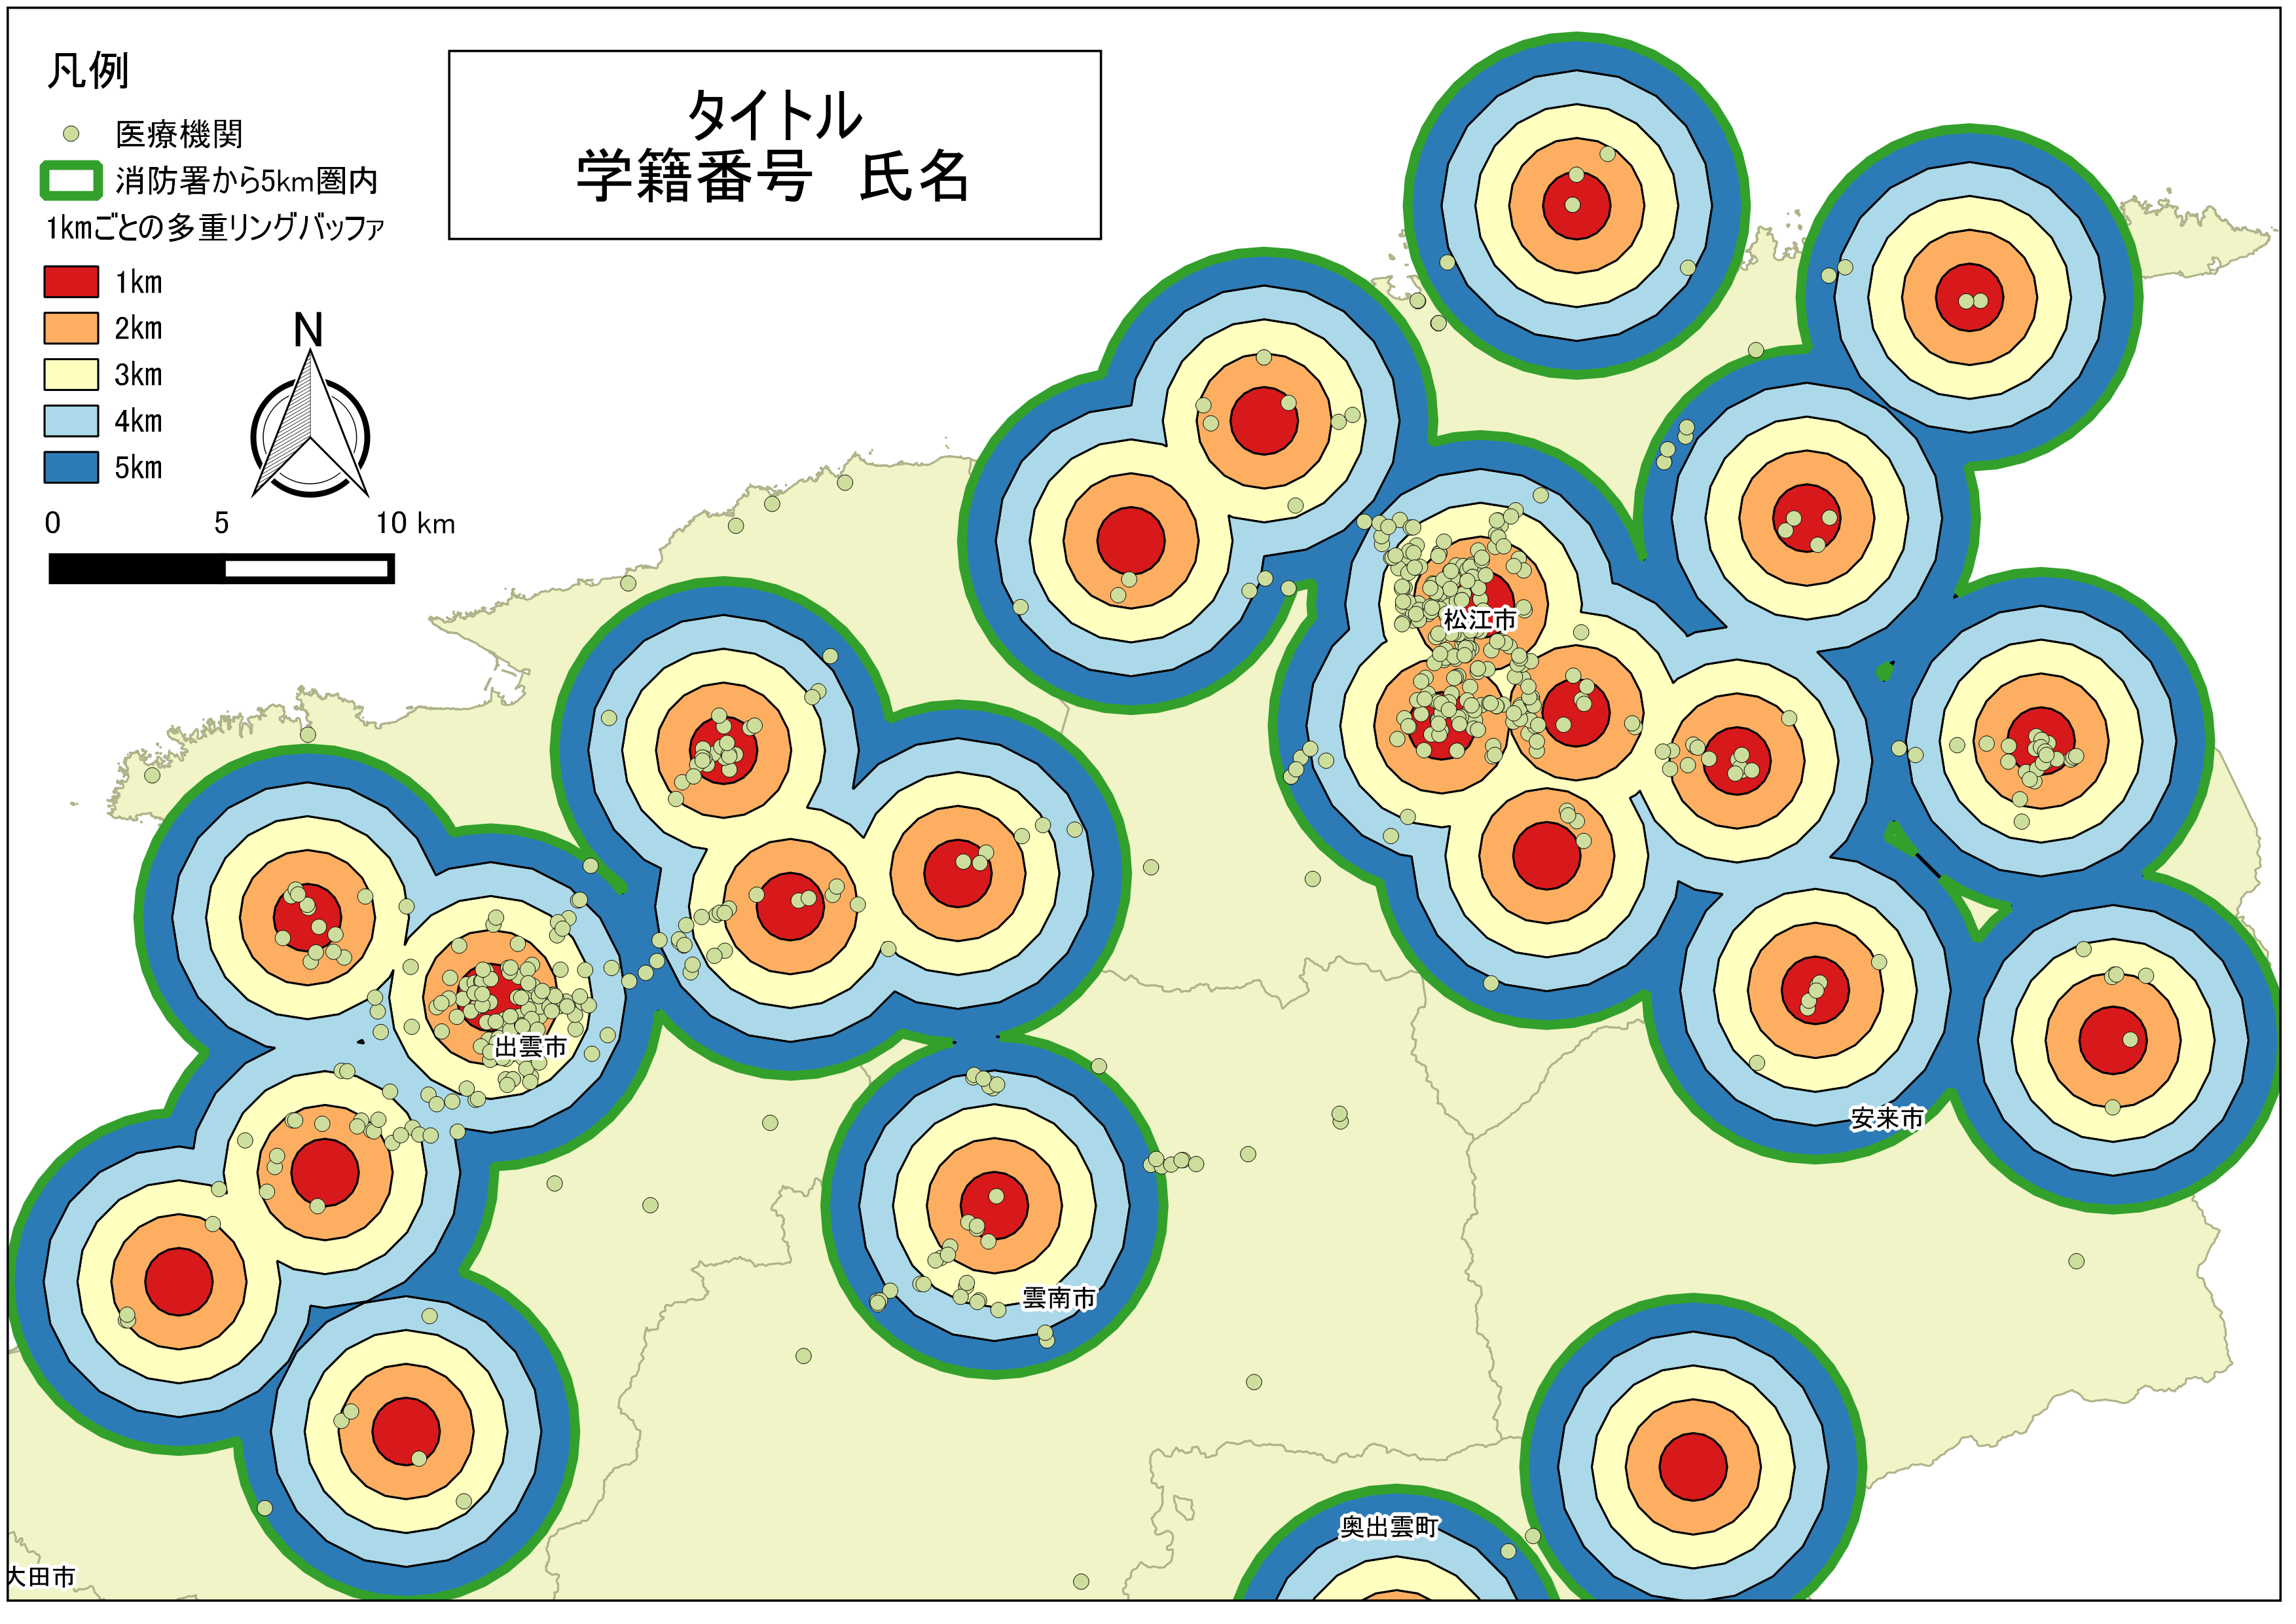 凡例
医療機関
消防署から5km圏内
1kmごとの多重リングバッファ
1km
2km
3km
4km
5km
N
0 5 10 km
タイトル
学籍番号 氏名
松江市
出雲市
安来市
雲南市
奥出雲町
大田市